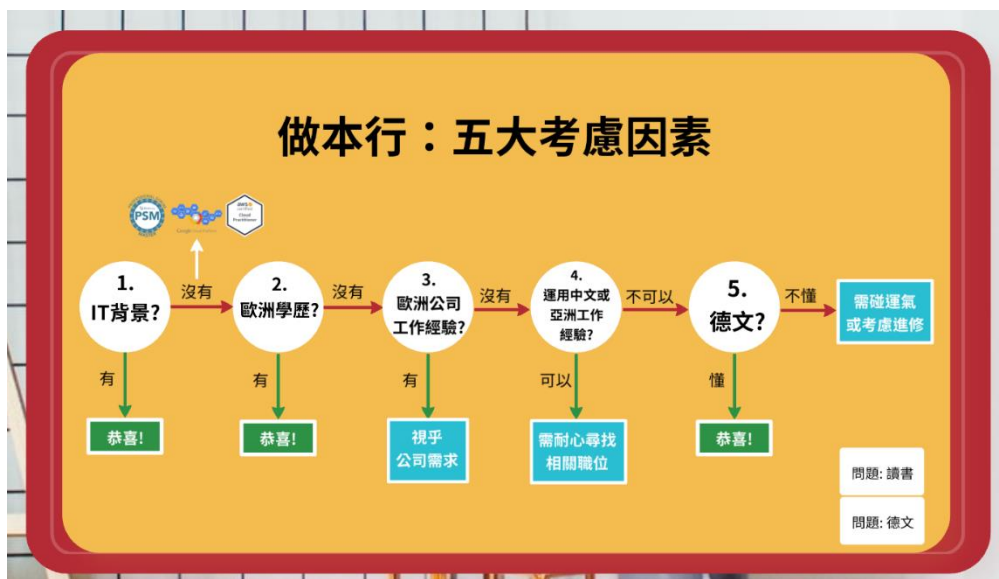 做本行：五大考慮因素
PSM
aws
Cloud
Practitioner
1.
IT背景?
沒有
2.
歐洲學歷?
沒有
3.
歐洲公司
工作經驗?
沒有
4.
運用中文或
亞洲工作
經驗?
不可以
5.
德文?
不懂
需碰運氣
或考慮進修
有
有
有
可以
懂
恭喜!
恭喜!
視乎
公司需求
需耐心尋找
相關職位
恭喜!
問題: 讀書
問題: 德文